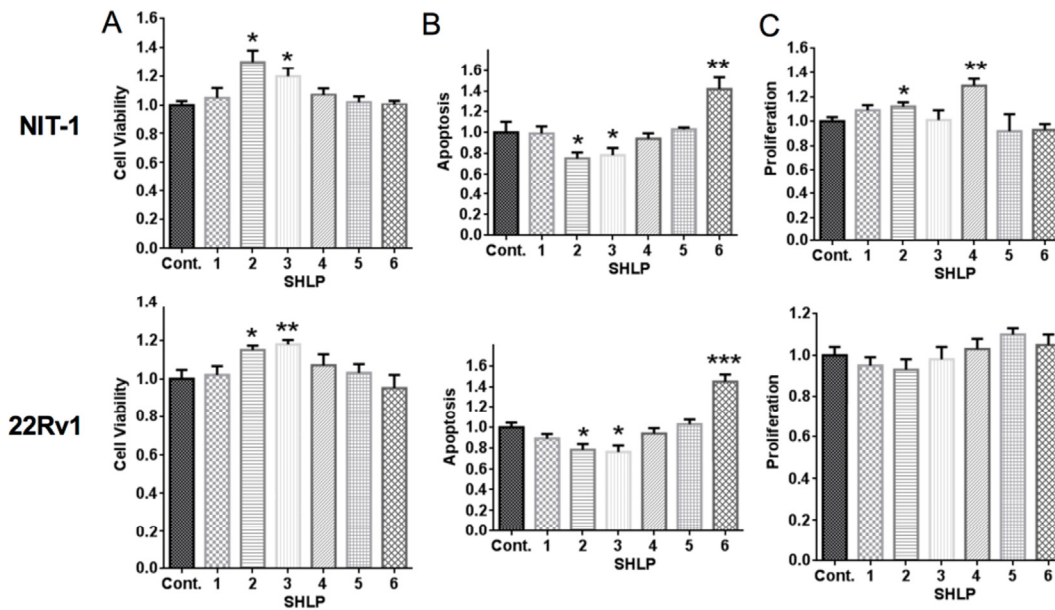 A
1.6
1.4
1.2
1.0
0.8
0.6
0.4
0.2
0.0
Cell Viability
* *
Cont. 1 2 3 4 5 6
SHLP
B
1.6
1.4
1.2
1.0
0.8
0.6
0.4
0.2
0.0
Apoptosis
* * **
Cont. 1 2 3 4 5 6
SHLP
C
1.6
1.4
1.2
1.0
0.8
0.6
0.4
0.2
0.0
Proliferation
* **
Cont. 1 2 3 4 5 6
SHLP
NIT-1
22Rv1
1.4
1.2
1.0
0.8
0.6
0.4
0.2
0.0
Cell Viability
* **
Cont. 1 2 3 4 5 6
SHLP
1.6
1.4
1.2
1.0
0.8
0.6
0.4
0.2
0.0
Apoptosis
* * ***
Cont. 1 2 3 4 5 6
SHLP
1.2
1.0
0.8
0.6
0.4
0.2
0.0
Proliferation
Cont. 1 2 3 4 5 6
SHLP